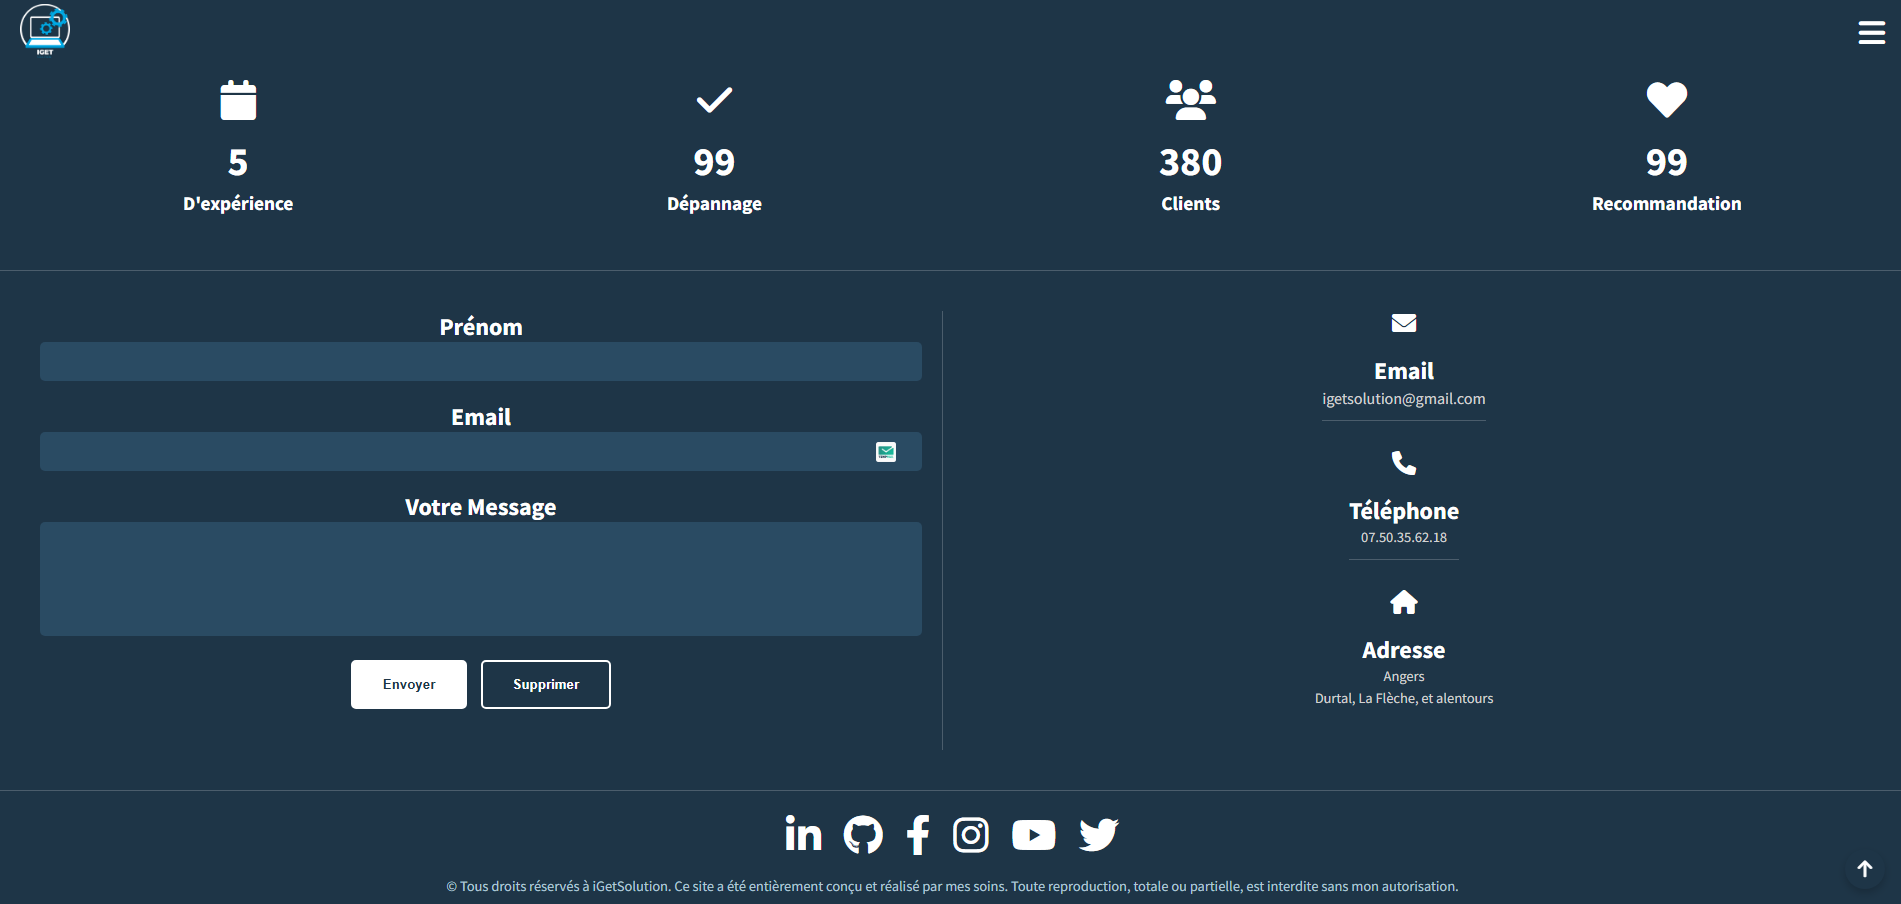 IGET
5
D'expérience
99
Dépannage
380
Clients
99
Recommandation
Prénom
Email
Votre Message
Envoyer
Supprimer
Email
igetsolution@gmail.com
Téléphone
07.50.35.62.18
Adresse
Angers
Durtal, La Flèche, et alentours
© Tous droits réservés à iGetSolution. Ce site a été entièrement conçu et réalisé par mes soins. Toute reproduction, totale ou partielle, est interdite sans mon autorisation.